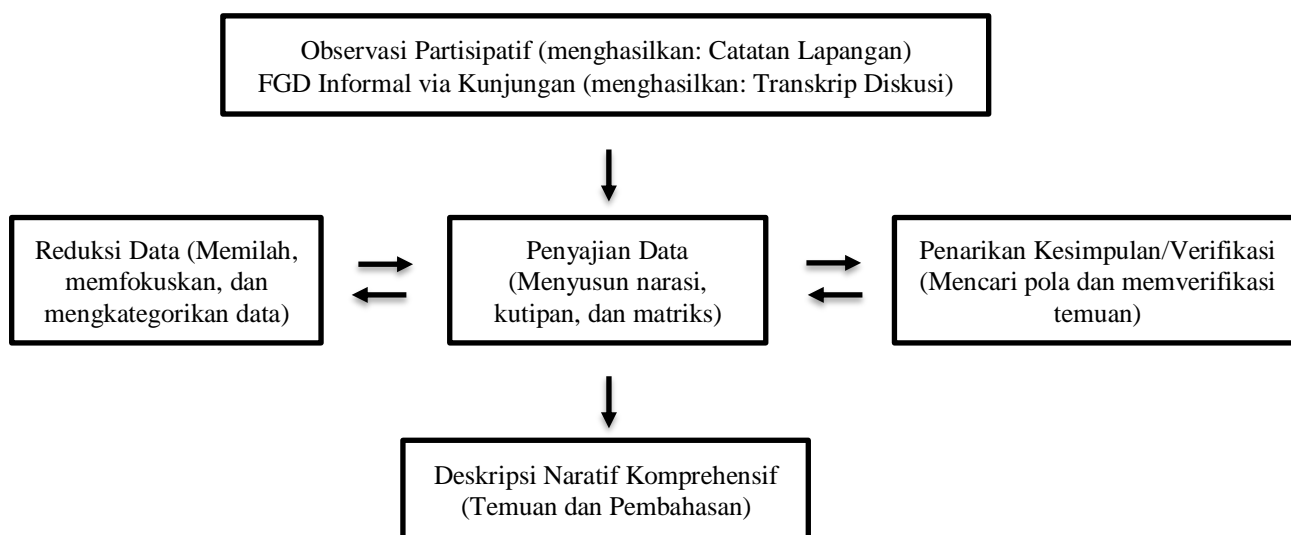 Observasi Partisipatif (menghasilkan: Catatan Lapangan)
FGD Informal via Kunjungan (menghasilkan: Transkrip Diskusi)
Reduksi Data (Memilah,
memfokuskan, dan
mengkategorikan data)
Penyajian Data
(Menyusun narasi,
kutipan, dan matriks)
Penarikan Kesimpulan/Verifikasi
(Mencari pola dan memverifikasi
temuan)
Deskripsi Naratif Komprehensif
(Temuan dan Pembahasan)